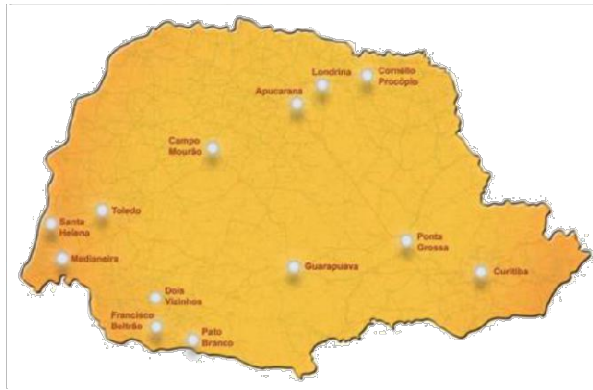 Londrina
Cornélio
Procópio
Apucarana
Campo
Mourão
Toledo
Santa
Helena
Medianeira
Ponta
Grossa
Guarapuava
Curitiba
Dois
Vizinhos
Francisco
Beltrão
Pato
Branco